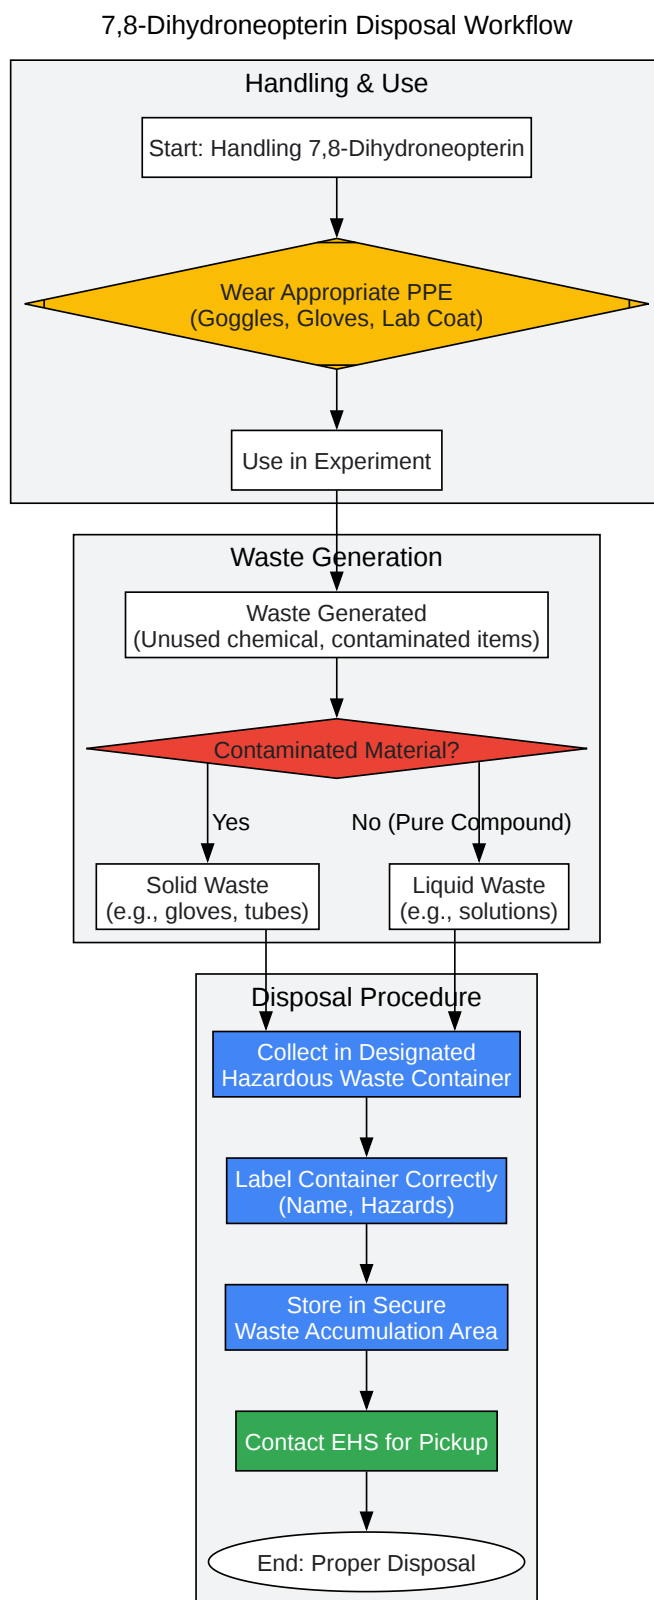 7,8-Dihydroneopterin Disposal Workflow
Handling & Use
Start: Handling 7,8-Dihydroneopterin
Wear Appropriate PPE
(Goggles, Gloves, Lab Coat)
Use in Experiment
Waste Generation
Waste Generated
(Unused chemical, contaminated items)
Contaminated Material?
Yes
No (Pure Compound)
Solid Waste
(e.g., gloves, tubes)
Liquid Waste
(e.g., solutions)
Disposal Procedure
Collect in Designated
Hazardous Waste Container
Label Container Correctly
(Name, Hazards)
Store in Secure
Waste Accumulation Area
Contact EHS for Pickup
End: Proper Disposal